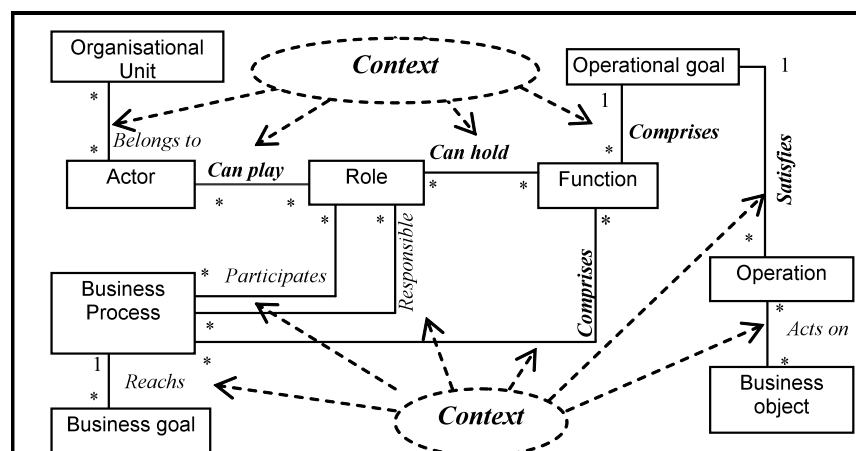 Organisational
Unit
Context
Operational goal
1
*
1
Belongs to
Comprises
*
Can play
Can hold
*
Actor
Role
Function
*
*
*
*
Satisfies
*
*
*
*
Responsible
Comprises
*
Participates
Operation
Business
Process
*
*
*
Acts on
1
Reachs
*
*
Business
object
Context
Business goal